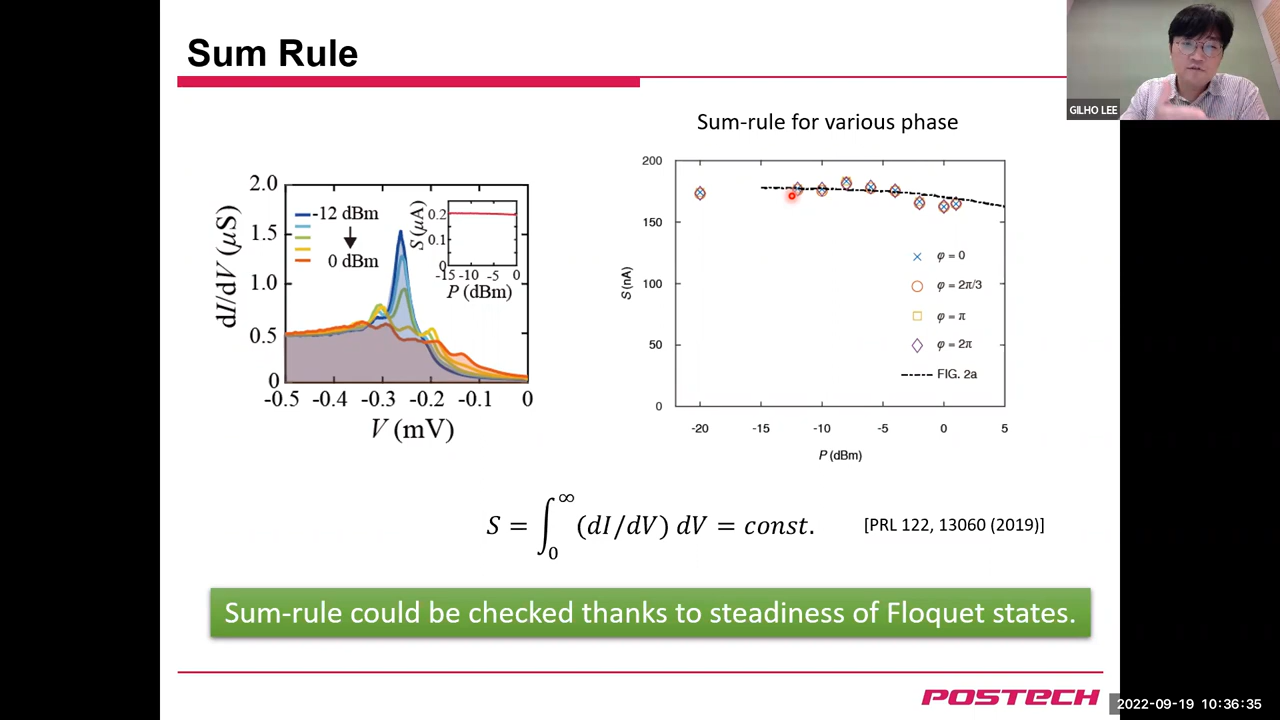 Sum Rule
GILHO LEE
Sum-rule for various phase
2.0
1.5
1.0
0.5
0
-0.5 -0.4 -0.3 -0.2 -0.1 0
V (mV)
dI/dV (μS)
-12 dBm
0 dBm
S (μA)
0.2
0.1
0
-15 -10 -5 0
P (dBm)
200
150
100
50
0
S (nA)
-20 -15 -10 -5 0 5
P (dBm)
φ = 0
φ = 2π/3
φ = π
φ = 2π
FIG. 2a
S = ∫₀^∞ (dI/dV) dV = const.
[PRL 122, 13060 (2019)]
Sum-rule could be checked thanks to steadiness of Floquet states.
POSTECH
2022-09-19 10:36:35